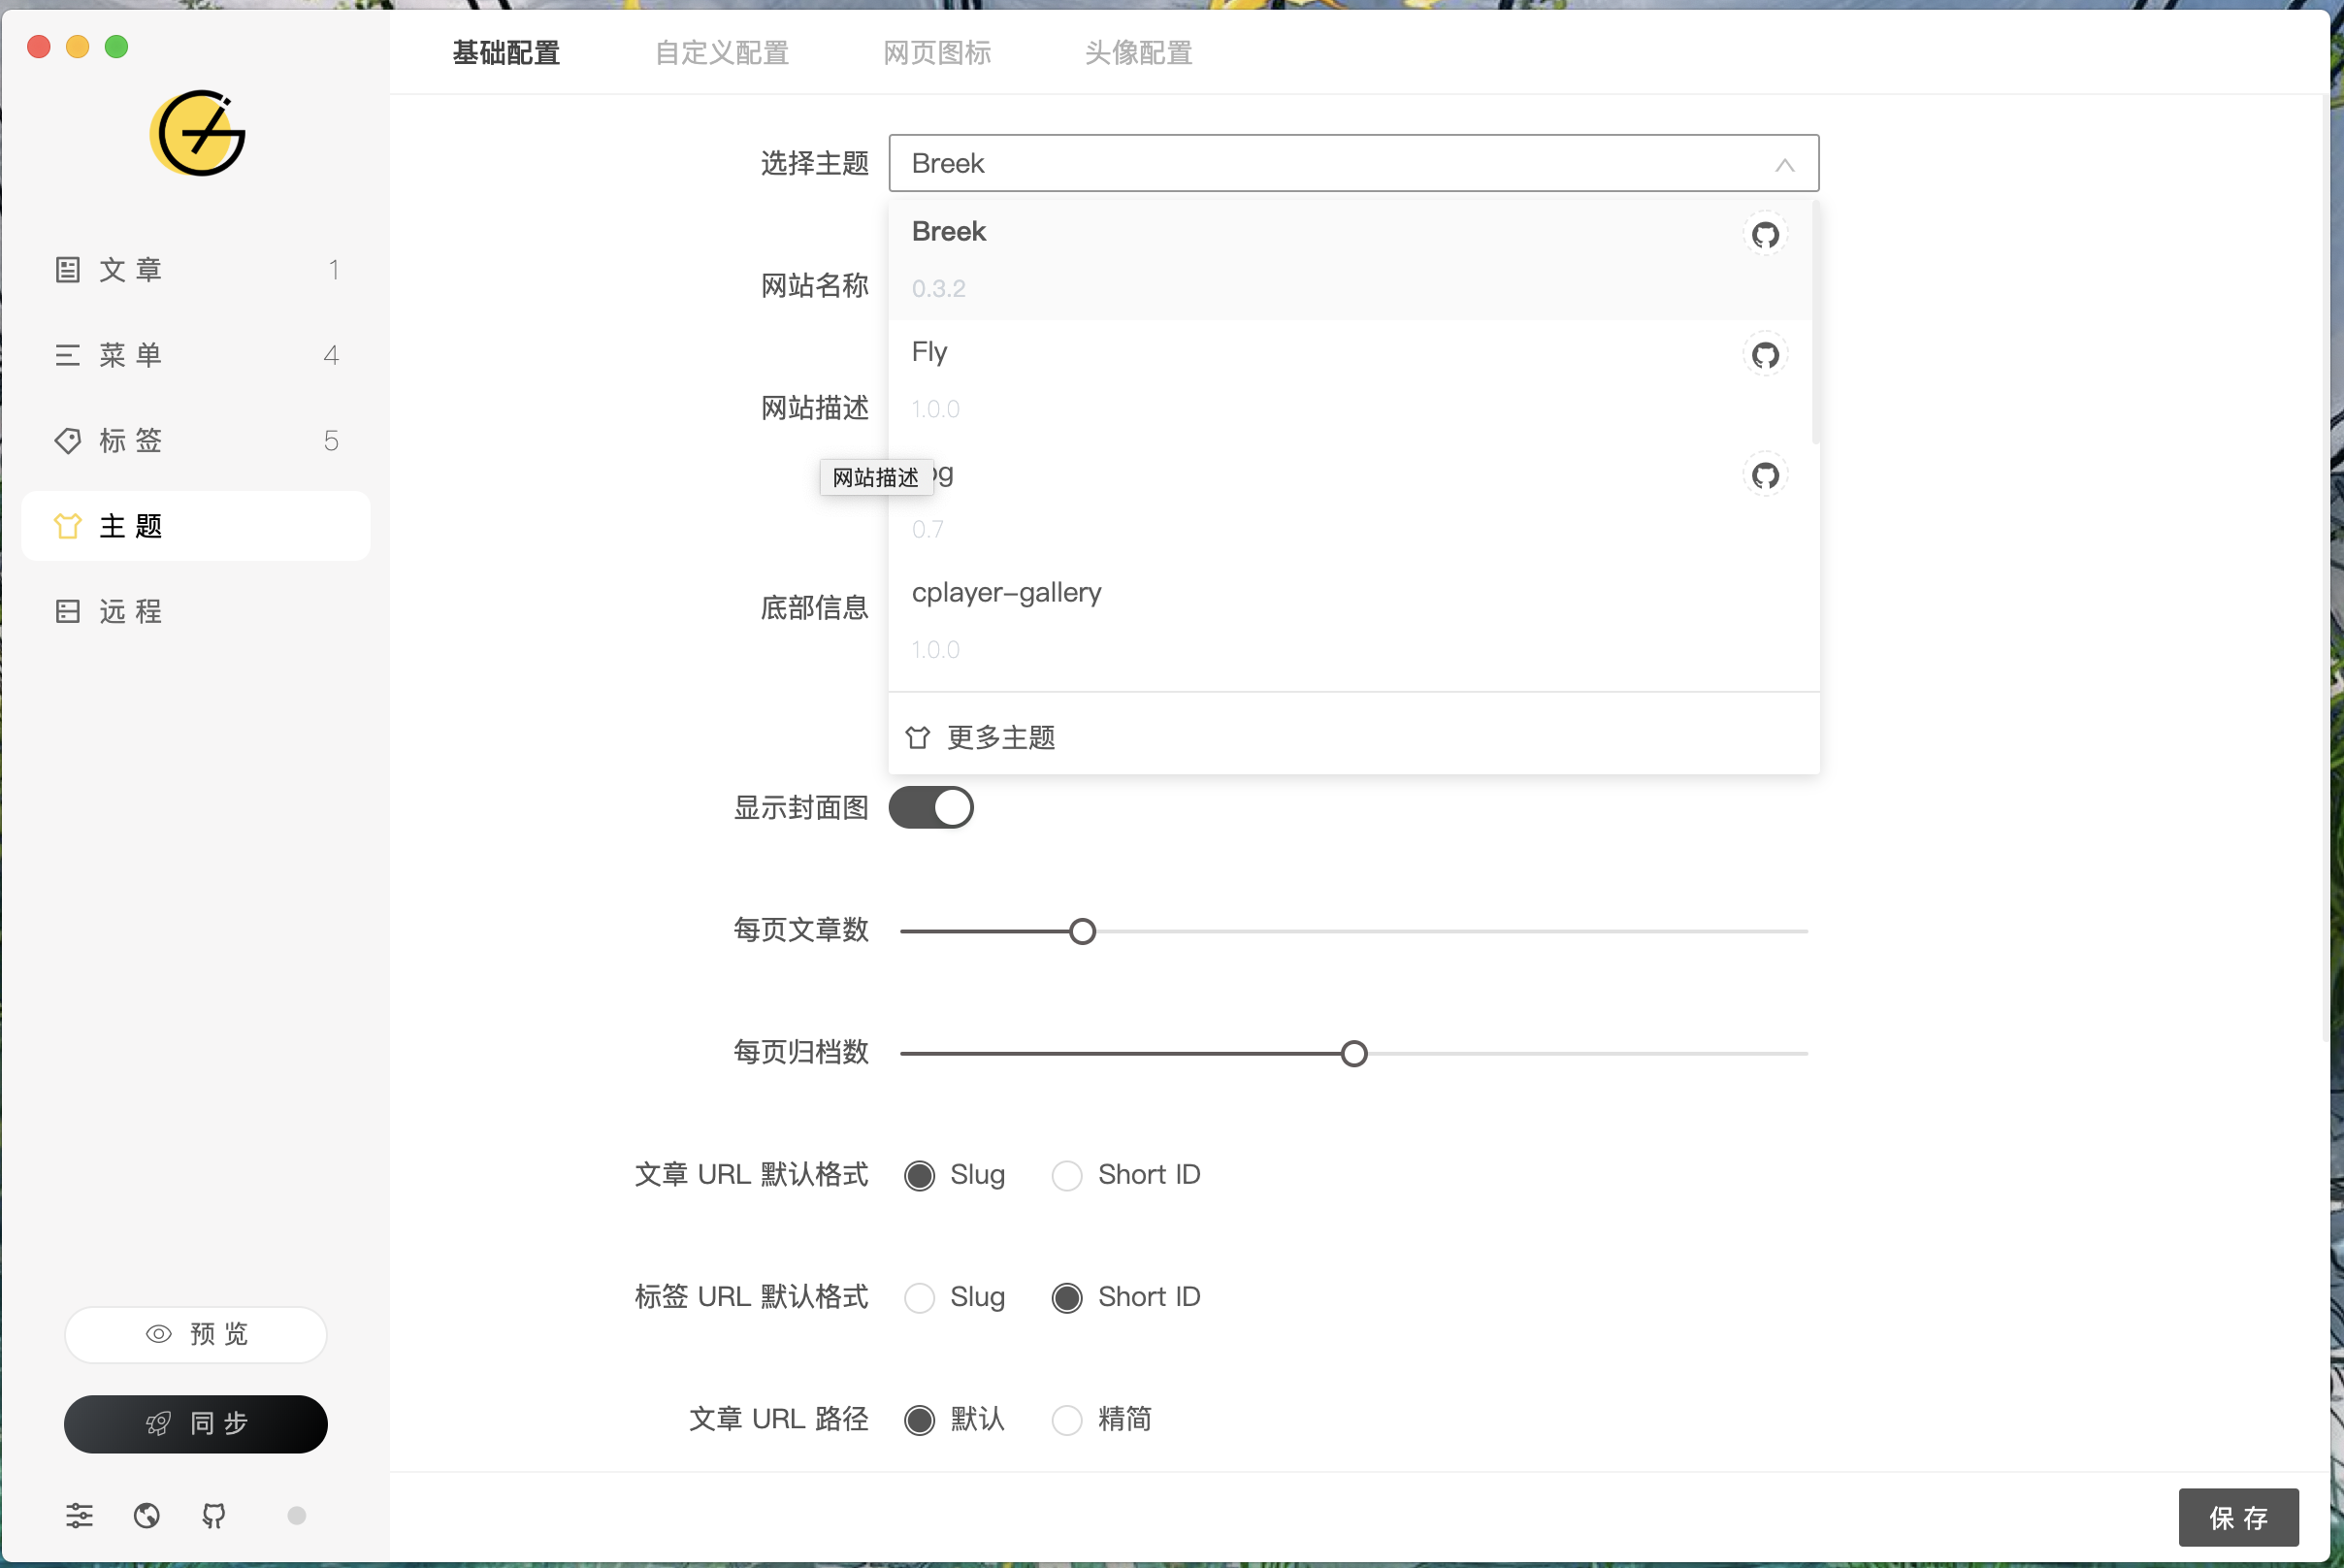 基础配置 自定义配置 网页图标 头像配置
文章 1
菜单 4
标签 5
主题
远程
预览
同步
选择主题 Breek
Breek
网站名称
0.3.2
Fly
网站描述
1.0.0
网站描述
0.7
cplayer-gallery
底部信息
1.0.0
更多主题
显示封面图
每页文章数
每页归档数
文章 URL 默认格式 Slug Short ID
标签 URL 默认格式 Slug Short ID
文章 URL 路径 默认 精简
保存